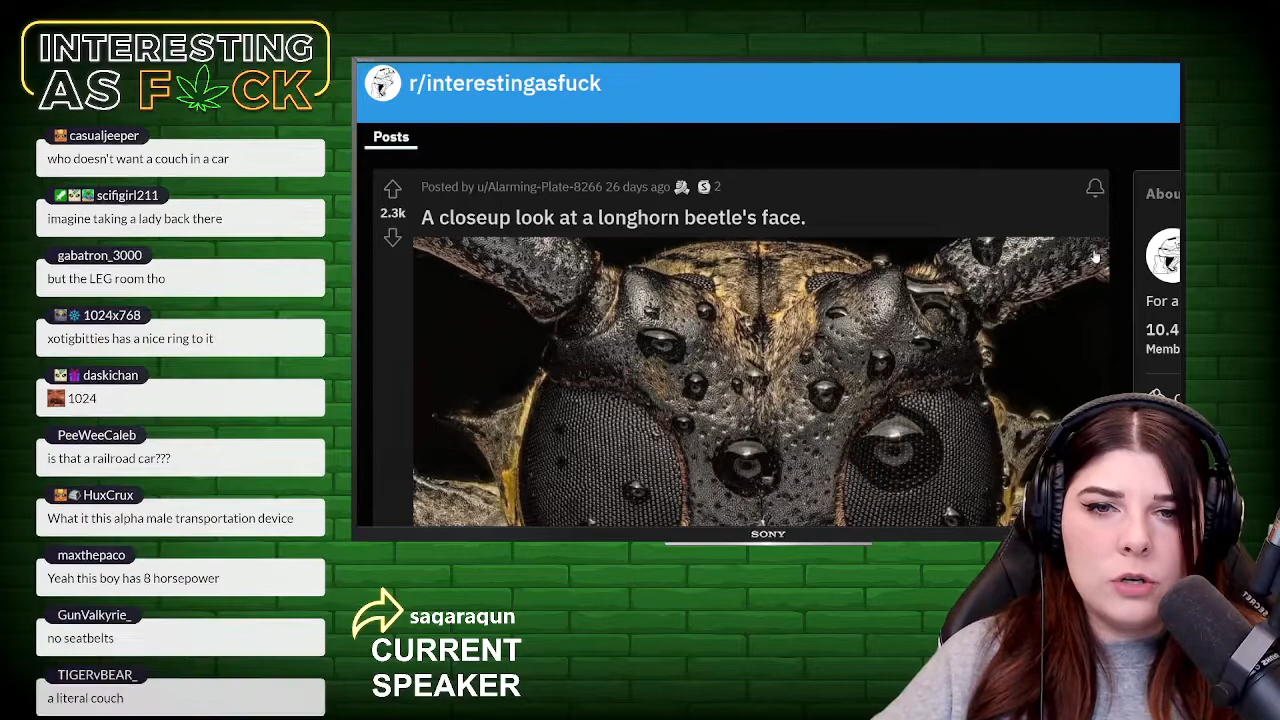 INTERESTING
AS F CK
casualjeeper
who doesn't want a couch in a car
scifigirl211
imagine taking a lady back there
gabatron_3000
but the LEG room tho
1024x768
xotigbitties has a nice ring to it
daskichan
1024
PeeWeeCaleb
is that a railroad car???
HuxCrux
What it this alpha male transportation device
maxthepaco
Yeah this boy has 8 horsepower
GunValkyrie_
no seatbelts
TIGERvBEAR_
a literal couch
r/interestingasfuck
Posts
Posted by u/Alarming-Plate-8266 26 days ago 2
2.3k
A closeup look at a longhorn beetle's face.
Abou
For a
10.4
Memb
SONY
saqaraqun
CURRENT
SPEAKER